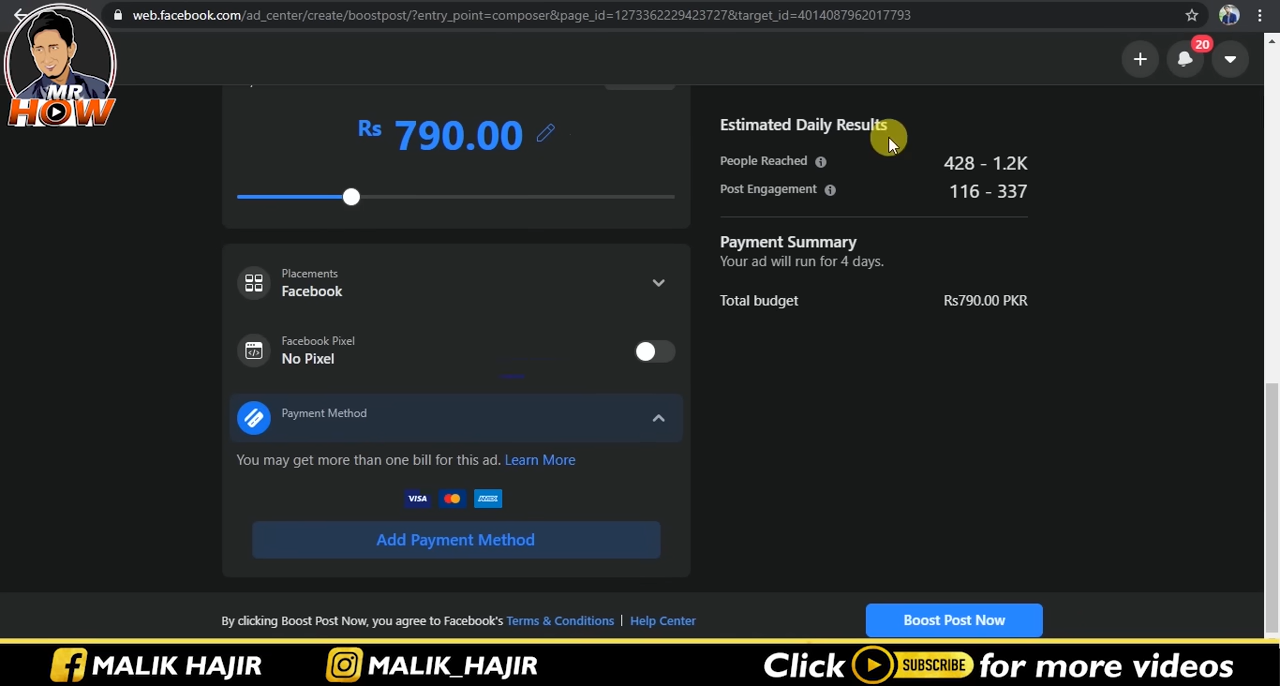 web.facebook.com/ad_center/create/boostpost/?entry_point=composer&page_id=1273362229423727&target_id=4014087962017793
MR
HOW
20
Rs 790.00
Estimated Daily Results
People Reached 428 - 1.2K
Post Engagement 116 - 337
Payment Summary
Your ad will run for 4 days.
Total budget Rs790.00 PKR
Placements
Facebook
Facebook Pixel
No Pixel
Payment Method
You may get more than one bill for this ad. Learn More
VISA AMEX
Add Payment Method
By clicking Boost Post Now, you agree to Facebook's Terms & Conditions | Help Center
Boost Post Now
MALIK HAJIR MALIK_HAJIR Click SUBSCRIBE for more videos